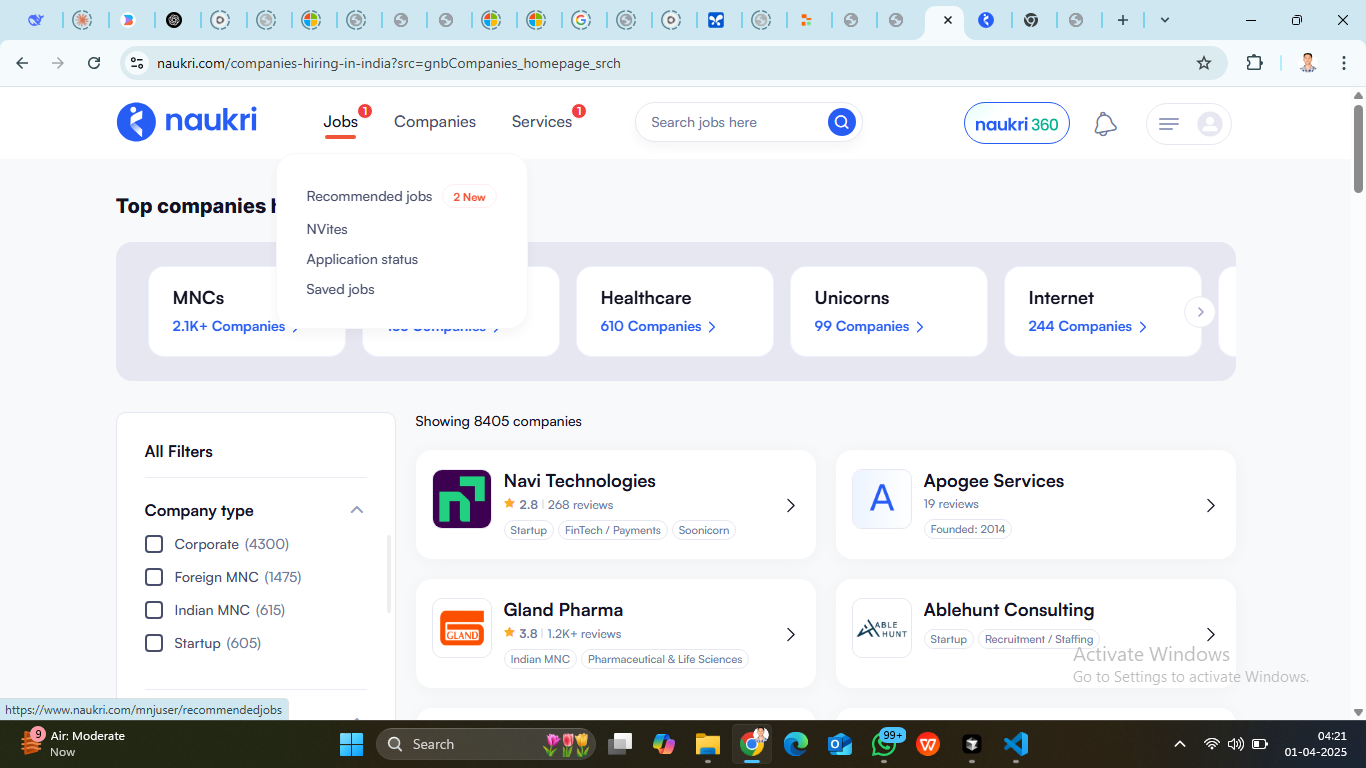 naukri.com/companies-hiring-in-india?src=gnbCompanies_homepage_srch
naukri
Jobs 1
Companies
Services 1
Search jobs here
naukri 360
Recommended jobs 2 New
NVites
Application status
Saved jobs
Top companies
MNCs
2.1K+ Companies
Healthcare
610 Companies
Unicorns
99 Companies
Internet
244 Companies
All Filters
Company type
Corporate (4300)
Foreign MNC (1475)
Indian MNC (615)
Startup (605)
Showing 8405 companies
Navi Technologies
2.8 268 reviews
Startup FinTech / Payments Soonicorn
A
Apogee Services
19 reviews
Founded: 2014
GLAND
Gland Pharma
3.8 1.2K+ reviews
Indian MNC Pharmaceutical & Life Sciences
ABLE
HUNT
Ablehunt Consulting
Startup Recruitment / Staffing
Activate Windows
Go to Settings to activate Windows.
https://www.naukri.com/mnjuser/recommendedjobs
9
Air: Moderate
Now
Search
99+
04:21
01-04-2025